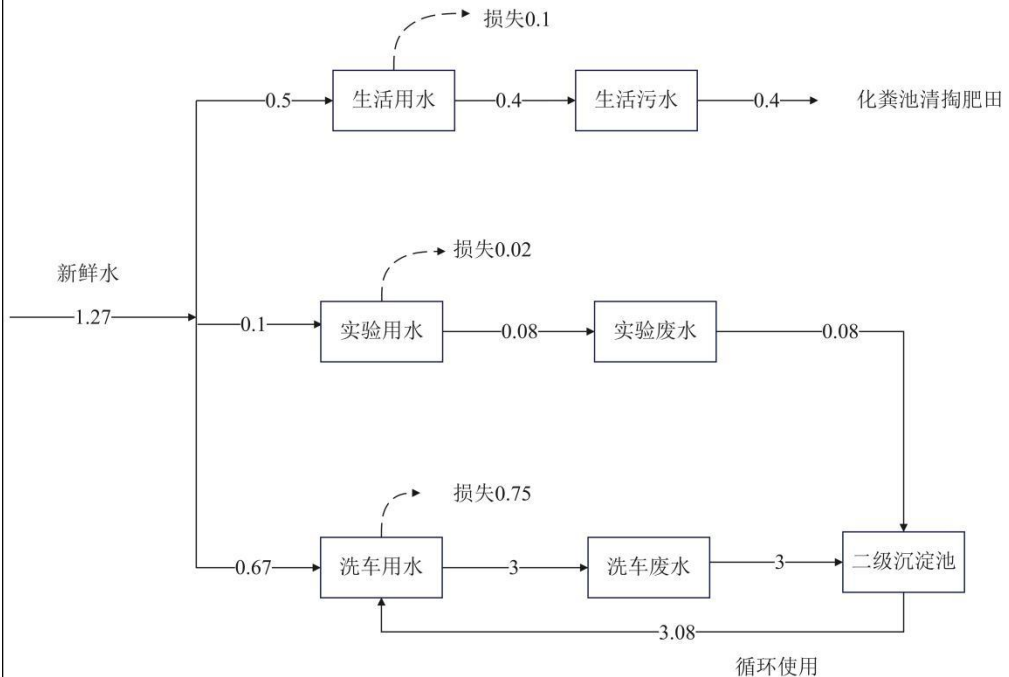 损失0.1
0.5
生活用水
0.4
生活污水
0.4
化粪池清掏肥田
损失0.02
新鲜水
1.27
0.1
实验用水
0.08
实验废水
0.08
损失0.75
0.67
洗车用水
3
洗车废水
3
二级沉淀池
3.08
循环使用